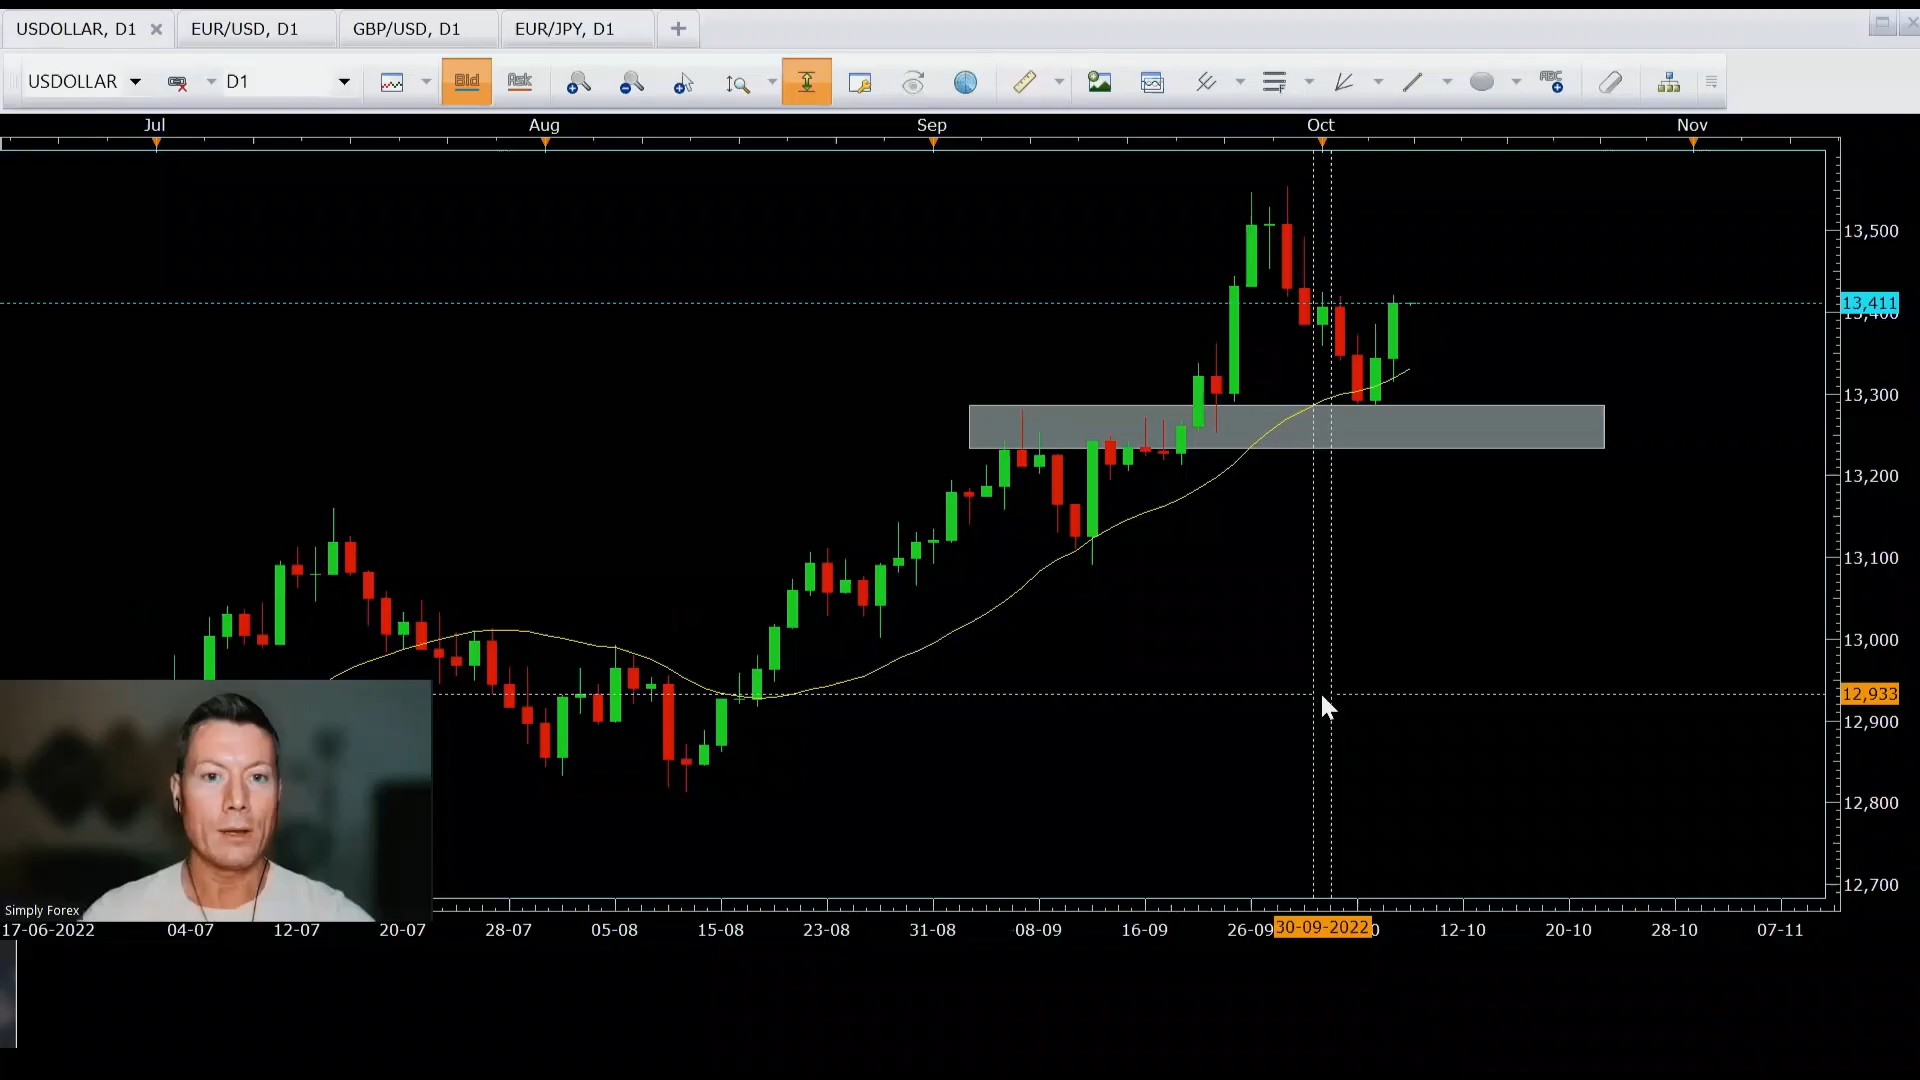 USDOLLAR, D1 EUR/USD, D1 GBP/USD, D1 EUR/JPY, D1
USDOLLAR D1 Bid Ask ABC
Jul Aug Sep Oct Nov
13,500
13,411
13,400
13,300
13,200
13,100
13,000
12,933
12,900
12,800
12,700
Simply Forex
17-06-2022 04-07 12-07 20-07 28-07 05-08 15-08 23-08 31-08 08-09 16-09 26-09 30-09-2022 0 12-10 20-10 28-10 07-11